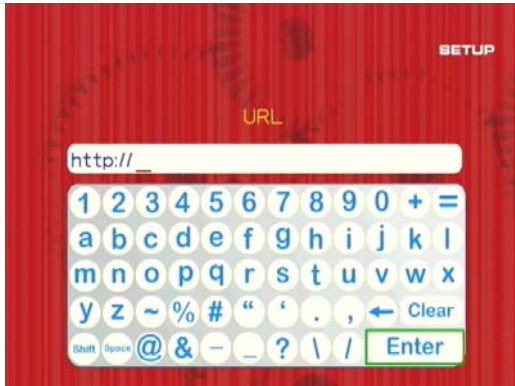 SETUP
URL
http://_
1 2 3 4 5 6 7 8 9 0 + =
a b c d e f g h i j k l
m n o p q r s t u v w x
y z ~ % # “ ‘ . , ← Clear
Shift Space @ & – _ ? \ / Enter